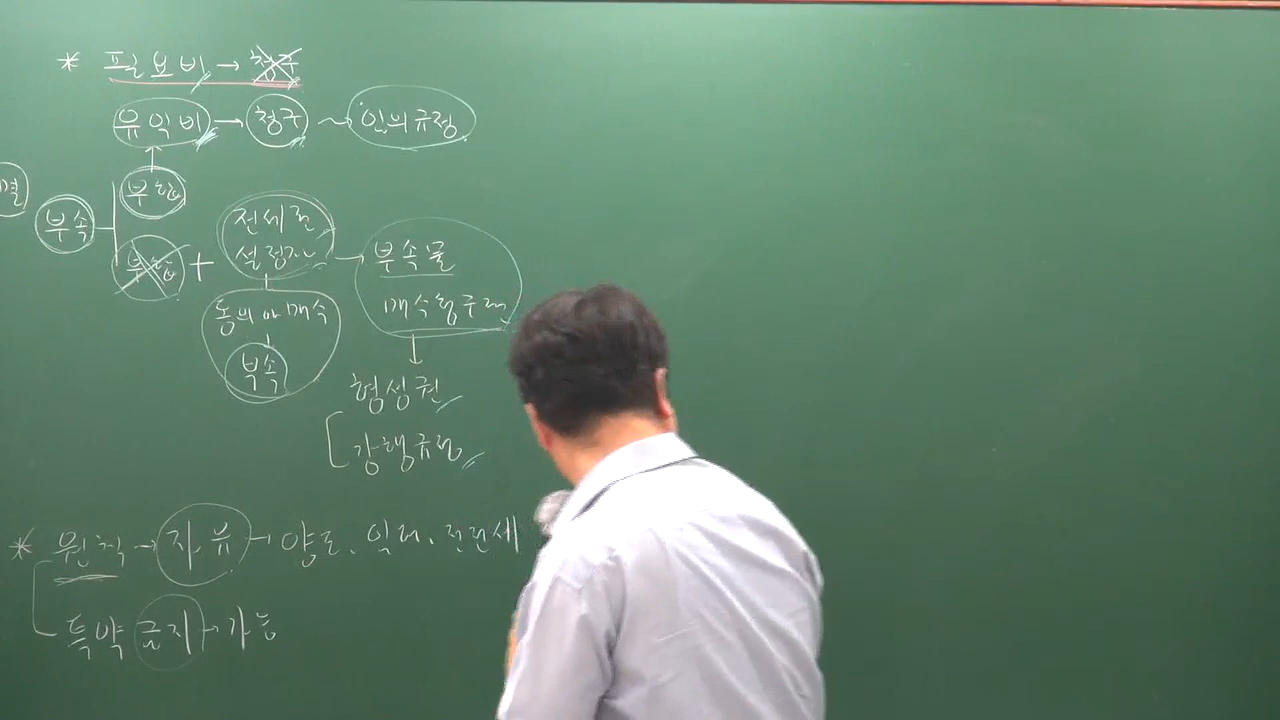 * 필요비 → 청구
유익비 → 청구 ~ 임의규정
부합
부속
부합 + 전세권
설정자 → 부속물
매수청구권
동의 or 매수
↓
부속
↓
형성권
강행규정
* 원칙 → 자유 → 양도, 임대, 전전세
특약 금지 → 가능